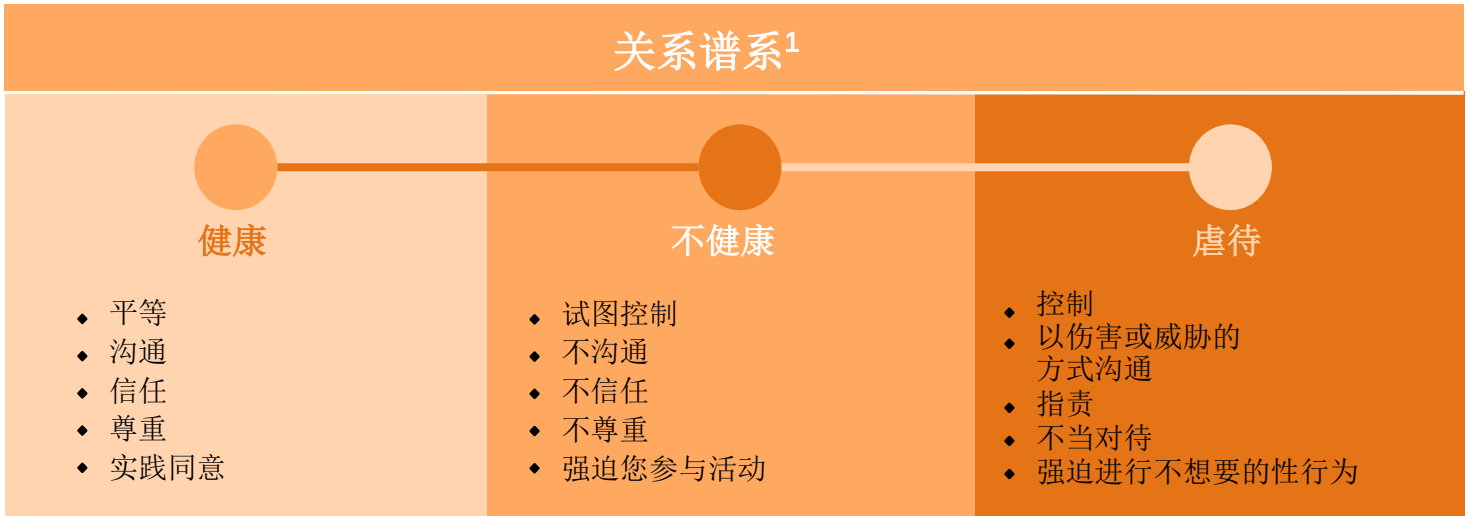 关系谱系¹
健康
◆ 平等
◆ 沟通
◆ 信任
◆ 尊重
◆ 实践同意
不健康
◆ 试图控制
◆ 不沟通
◆ 不信任
◆ 不尊重
◆ 强迫您参与活动
虐待
◆ 控制
◆ 以伤害或威胁的
方式沟通
◆ 指责
◆ 不当对待
◆ 强迫进行不想要的性行为